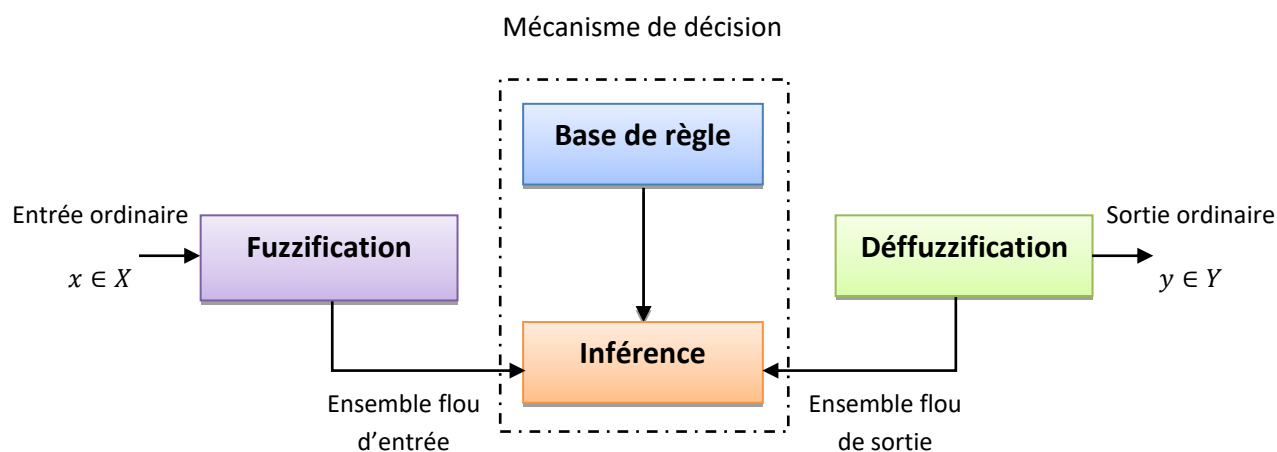 Mécanisme de décision
Base de règle
Entrée ordinaire
x ∈ X
Fuzzification
Déffuzzification
Sortie ordinaire
y ∈ Y
Inférence
Ensemble flou
d’entrée
Ensemble flou
de sortie